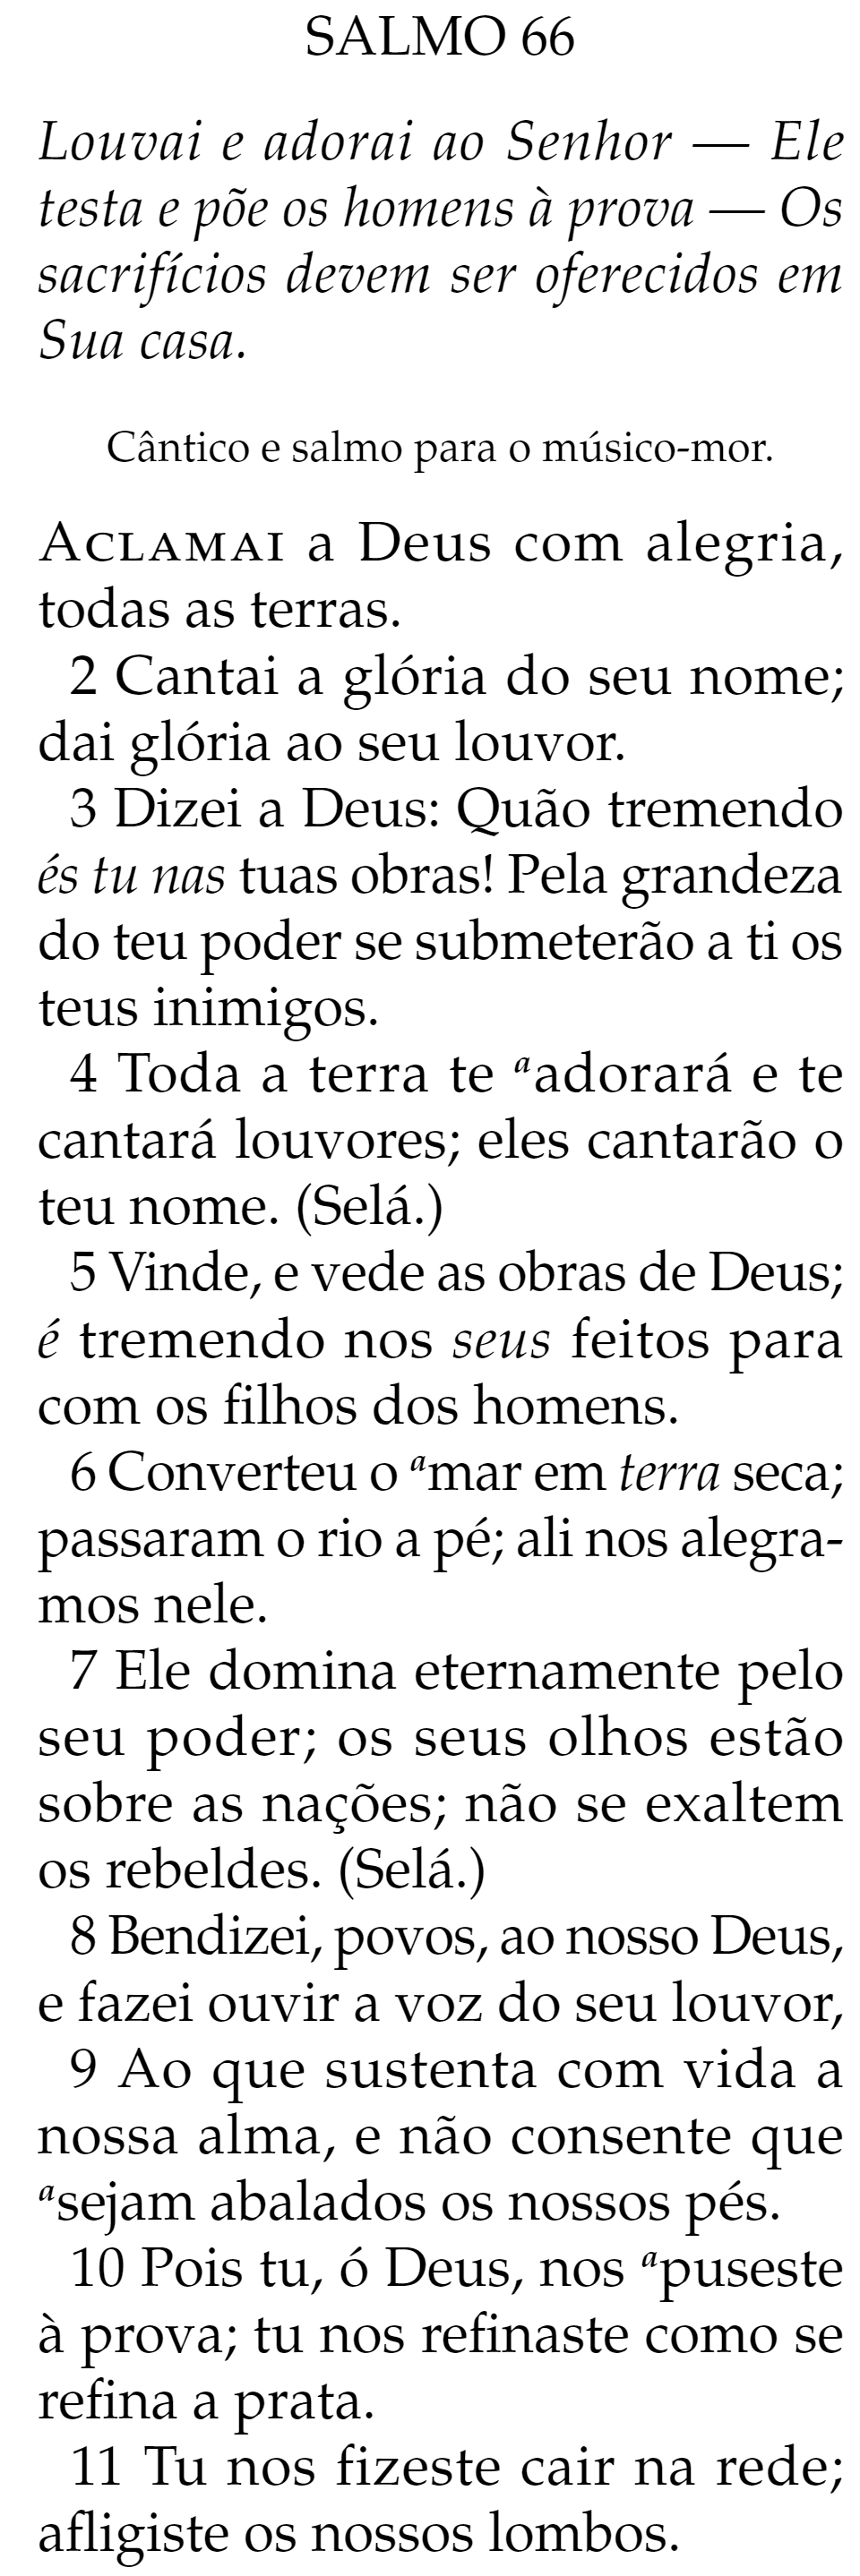 SALMO 66
Louvai e adorai ao Senhor — Ele
testa e põe os homens à prova — Os
sacrifícios devem ser oferecidos em
Sua casa.
Cântico e salmo para o músico-mor.
ACLAMAI a Deus com alegria,
todas as terras.
2 Cantai a glória do seu nome;
dai glória ao seu louvor.
3 Dizei a Deus: Quão tremendo
és tu nas tuas obras! Pela grandeza
do teu poder se submeterão a ti os
teus inimigos.
4 Toda a terra te ᵃadorará e te
cantará louvores; eles cantarão o
teu nome. (Selá.)
5 Vinde, e vede as obras de Deus;
é tremendo nos seus feitos para
com os filhos dos homens.
6 Converteu o ᵃmar em terra seca;
passaram o rio a pé; ali nos alegra-
mos nele.
7 Ele domina eternamente pelo
seu poder; os seus olhos estão
sobre as nações; não se exaltem
os rebeldes. (Selá.)
8 Bendizei, povos, ao nosso Deus,
e fazei ouvir a voz do seu louvor,
9 Ao que sustenta com vida a
nossa alma, e não consente que
ᵃsejam abalados os nossos pés.
10 Pois tu, ó Deus, nos ᵃpuseste
à prova; tu nos refinaste como se
refina a prata.
11 Tu nos fizeste cair na rede;
afligiste os nossos lombos.